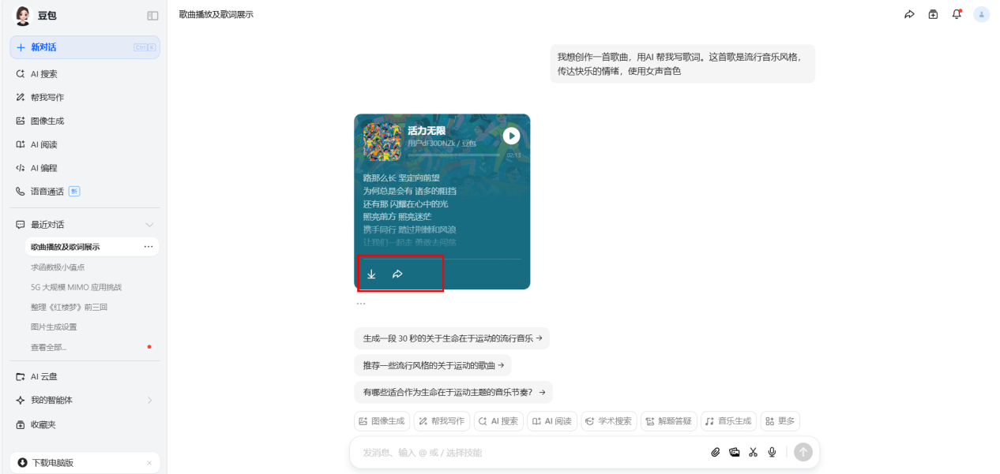 豆包
新对话
Ctrl K
AI 搜索
帮我写作
图像生成
AI 阅读
AI 编程
语音通话 新
最近对话
歌曲播放及歌词展示
求函数极小值点
5G 大规模 MIMO 应用挑战
整理《红楼梦》前三回
图片生成设置
查看全部...
AI 云盘
我的智能体
收藏夹
下载电脑版
歌曲播放及歌词展示
我想创作一首歌曲，用AI 帮我写歌词。这首歌是流行音乐风格，
传达快乐的情绪，使用女声音色
活力无限
用户dF30DNZk / 豆包
02:13
路那么长 坚定向前望
为何总是会有 诸多的阻挡
还有那 闪耀在心中的光
照亮前方 照亮迷茫
携手同行 踏过荆棘和风浪
让我们一起走 勇敢去闯荡
生成一段 30 秒的关于生命在于运动的流行音乐 →
推荐一些流行风格的关于运动的歌曲 →
有哪些适合作为生命在于运动主题的音乐节奏？ →
图像生成 帮我写作 AI 搜索 AI 阅读 学术搜索 解题答疑 音乐生成 更多
发消息、输入 @ 或 / 选择技能